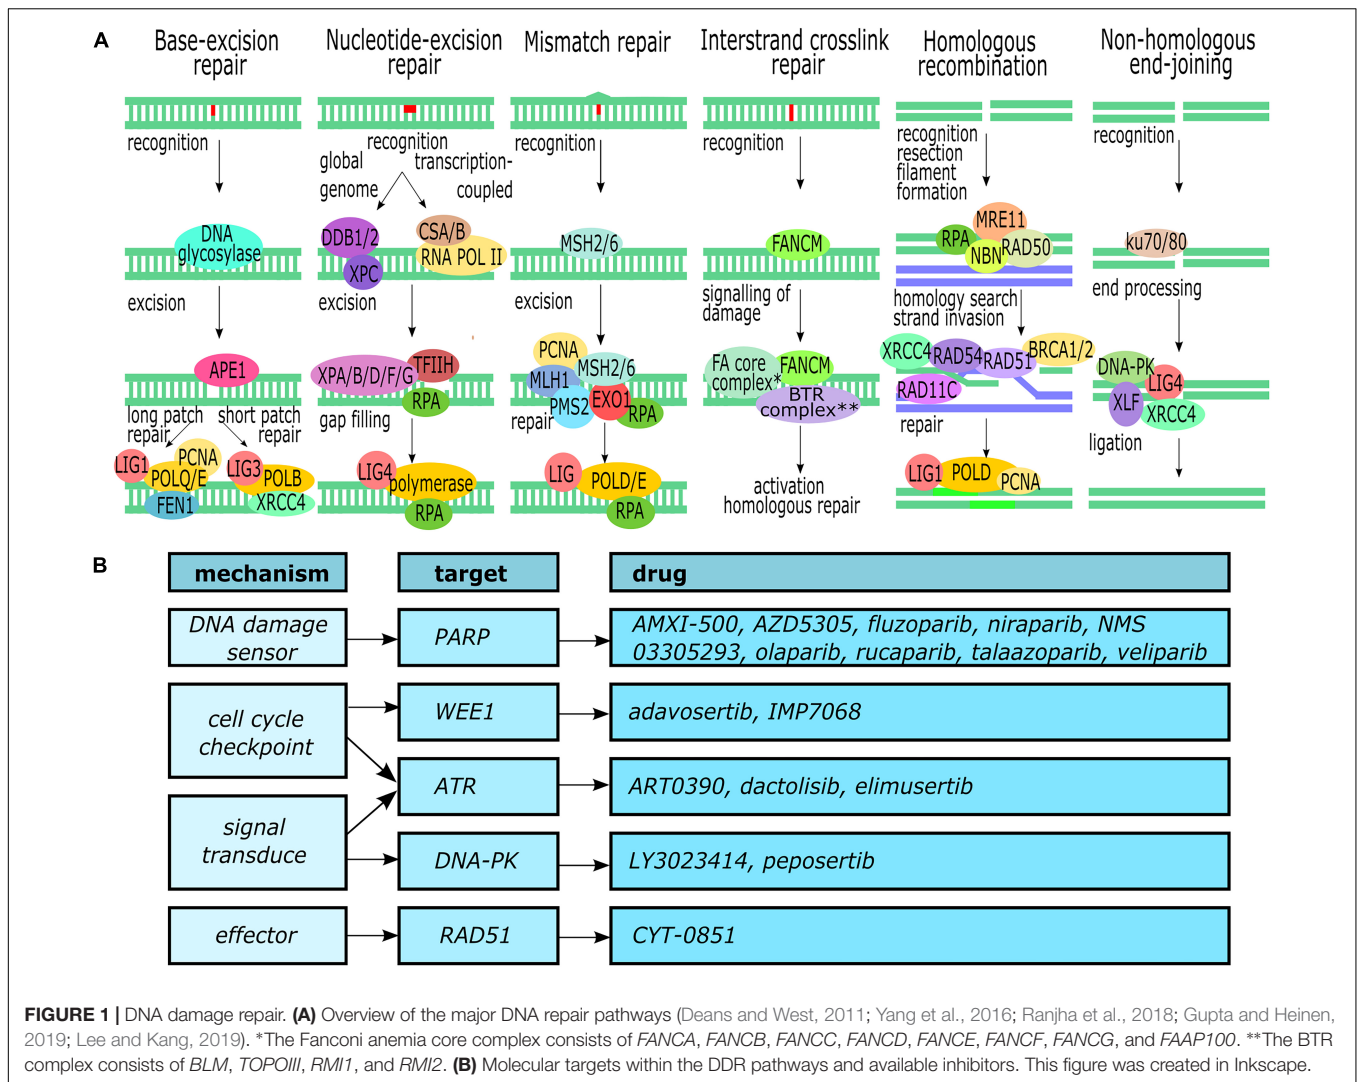 A
Base-excision
repair
Nucleotide-excision
repair
Mismatch repair
Interstrand crosslink
repair
Homologous
recombination
Non-homologous
end-joining
recognition
DNA
glycosylase
excision
APE1
long patch
repair
short patch
repair
LIG1
PCNA
POLQ/E
FEN1
LIG3
POLB
XRCC4
recognition
global
genome
transcription-
coupled
DDB1/2
XPC
CSA/B
RNA POL II
excision
XPA/B/D/F/G
TFIIH
RPA
gap filling
LIG4
polymerase
RPA
recognition
MSH2/6
excision
PCNA
MLH1
MSH2/6
PMS2
EXO1
RPA
repair
LIG
POLD/E
RPA
recognition
FANCM
signalling of
damage
FA core
complex*
FANCM
BTR
complex**
activation
homologous repair
recognition
resection
filament
formation
MRE11
RPA
NBN
RAD50
homology search
strand invasion
XRCC4
RAD54
RAD51
BRCA1/2
RAD11C
repair
LIG1
POLD
PCNA
recognition
ku70/80
end processing
DNA-PK
LIG4
XLF
XRCC4
ligation
B
mechanism
target
drug
DNA damage
sensor
PARP
AMXI-500, AZD5305, fluzoparib, niraparib, NMS
03305293, olaparib, rucaparib, talaazoparib, veliparib
cell cycle
checkpoint
WEE1
adavosertib, IMP7068
ATR
ART0390, dactolisib, elimusertib
signal
transduce
DNA-PK
LY3023414, peposertib
effector
RAD51
CYT-0851
FIGURE 1 | DNA damage repair. (A) Overview of the major DNA repair pathways (Deans and West, 2011; Yang et al., 2016; Ranjha et al., 2018; Gupta and Heinen,
2019; Lee and Kang, 2019). *The Fanconi anemia core complex consists of FANCA, FANCB, FANCC, FANCD, FANCE, FANCF, FANCG, and FAAP100. **The BTR
complex consists of BLM, TOPOIII, RMI1, and RMI2. (B) Molecular targets within the DDR pathways and available inhibitors. This figure was created in Inkscape.